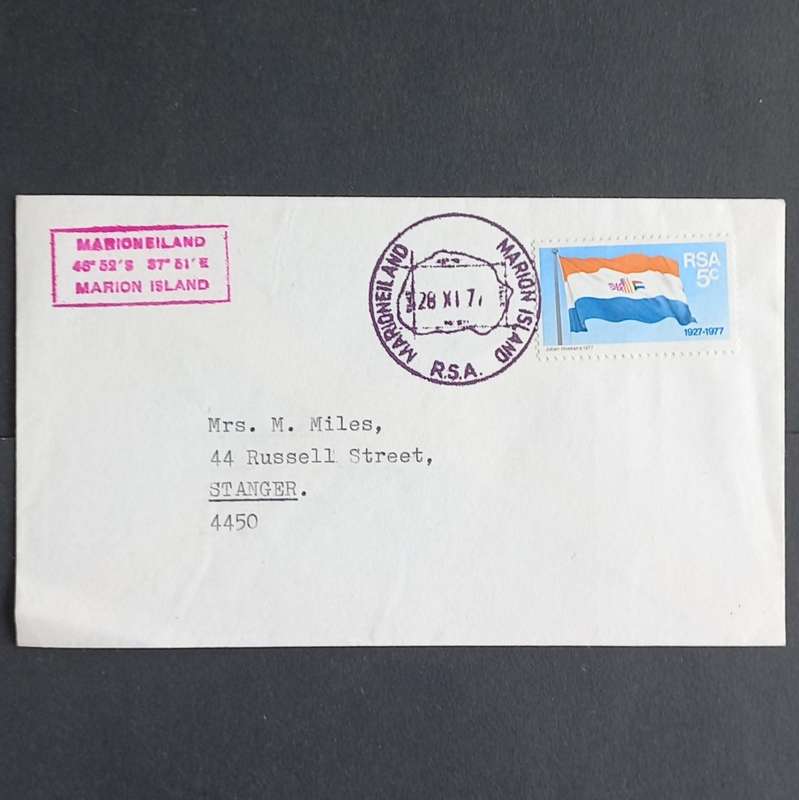 MARIONEILAND
46° 52'S 37° 51'E
MARION ISLAND
MARIONEILAND
MARION ISLAND
28 XI 77
R.S.A.
RSA
5c
1927-1977
Mrs. M. Miles,
44 Russell Street,
STANGER.
4450